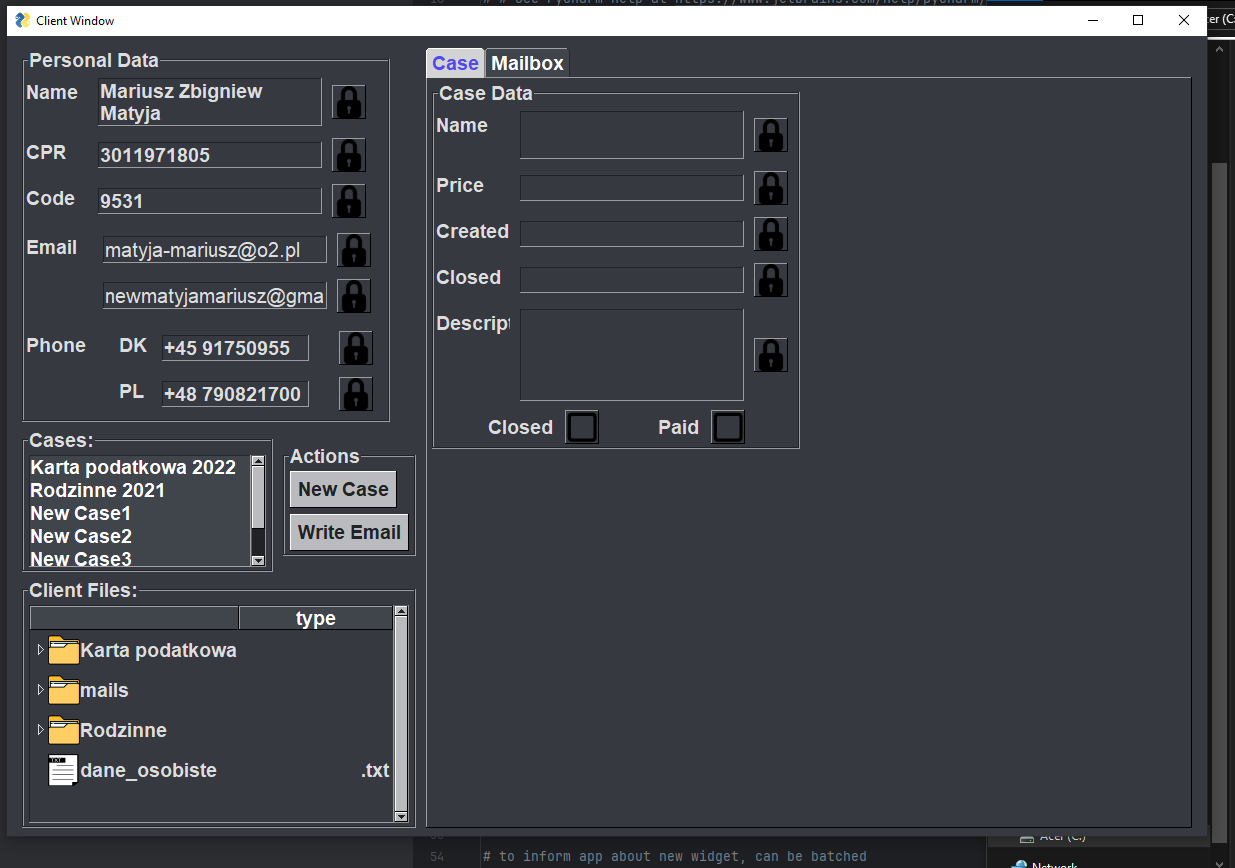 Client Window
Personal Data
Name
Mariusz Zbigniew
Matyja
CPR
3011971805
Code
9531
Email
matyja-mariusz@o2.pl
newmatyjamariusz@gma
Phone
DK
+45 91750955
PL
+48 790821700
Cases:
Karta podatkowa 2022
Rodzinne 2021
New Case1
New Case2
New Case3
Actions
New Case
Write Email
Client Files:
type
Karta podatkowa
mails
Rodzinne
dane_osobiste .txt
Case
Mailbox
Case Data
Name
Price
Created
Closed
Descript
Closed
Paid
54 # to inform app about new widget, can be batched
Acer (C:)
Network